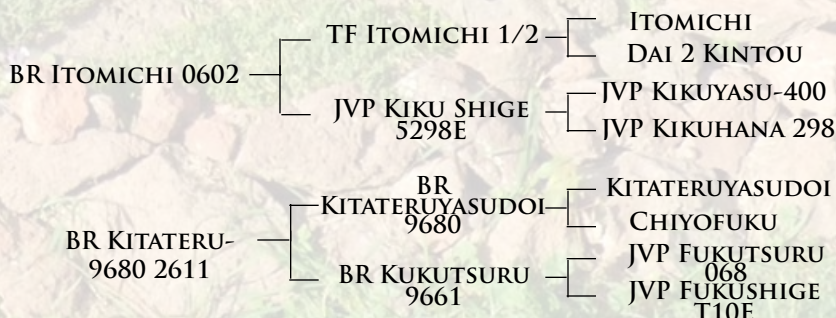 BR ITOMICHI 0602
TF ITOMICHI 1/2
ITOMICHI
DAI 2 KINTOU
JVP KIKU SHIGE
5298E
JVP KIKUYASU-400
JVP KIKUHANA 298
BR KITATERU-
9680 2611
BR
KITATERUYASUDOI
9680
KITATERUYASUDOI
CHIYOFUKU
BR KUKUTSURU
9661
JVP FUKUTSURU
068
JVP FUKUSHIGE
T10F